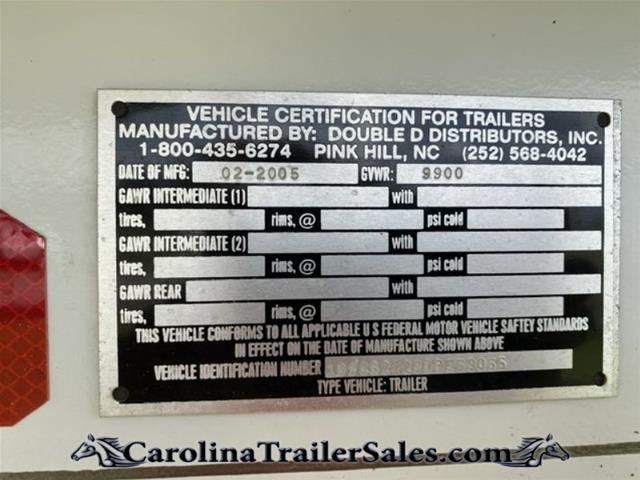 VEHICLE CERTIFICATION FOR TRAILERS
MANUFACTURED BY: DOUBLE D DISTRIBUTORS, INC.
1-800-435-6274 PINK HILL, NC (252) 568-4042
DATE OF MFG: 02-2005 GVWR: 9900
GAWR INTERMEDIATE (1) with
tires, rims, @ psi cold
GAWR INTERMEDIATE (2) with
tires, rims, @ psi cold
GAWR REAR with
tires, rims, @ psi cold
THIS VEHICLE CONFORMS TO ALL APPLICABLE U S FEDERAL MOTOR VEHICLE SAFTEY STANDARDS
IN EFFECT ON THE DATE OF MANUFACTURE SHOWN ABOVE
VEHICLE IDENTIFICATION NUMBER
TYPE VEHICLE: TRAILER
CarolinaTrailerSales.com